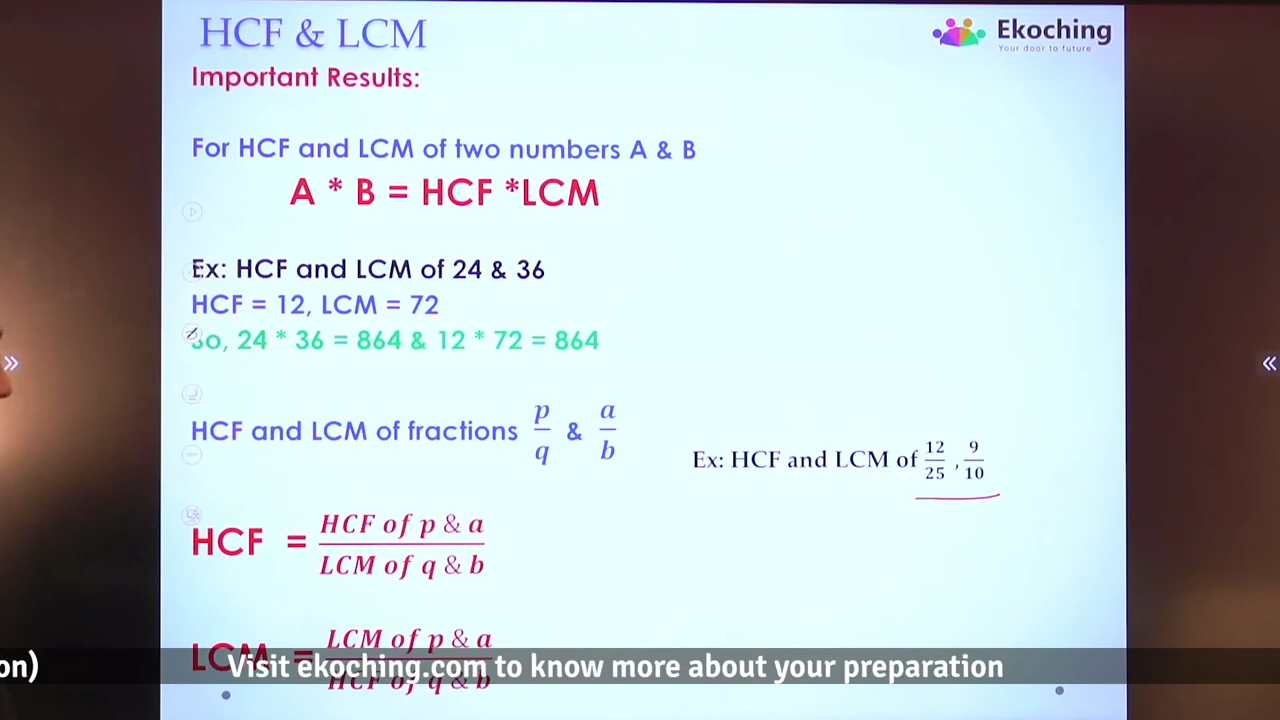 HCF & LCM
Ekoching
Your door to future
Important Results:
For HCF and LCM of two numbers A & B
A * B = HCF *LCM
Ex: HCF and LCM of 24 & 36
HCF = 12, LCM = 72
So, 24 * 36 = 864 & 12 * 72 = 864
HCF and LCM of fractions p/q & a/b
Ex: HCF and LCM of 12/25 , 9/10
HCF = HCF of p & a / LCM of q & b
LCM = LCM of p & a / HCF of q & b
on) Visit ekoching.com to know more about your preparation